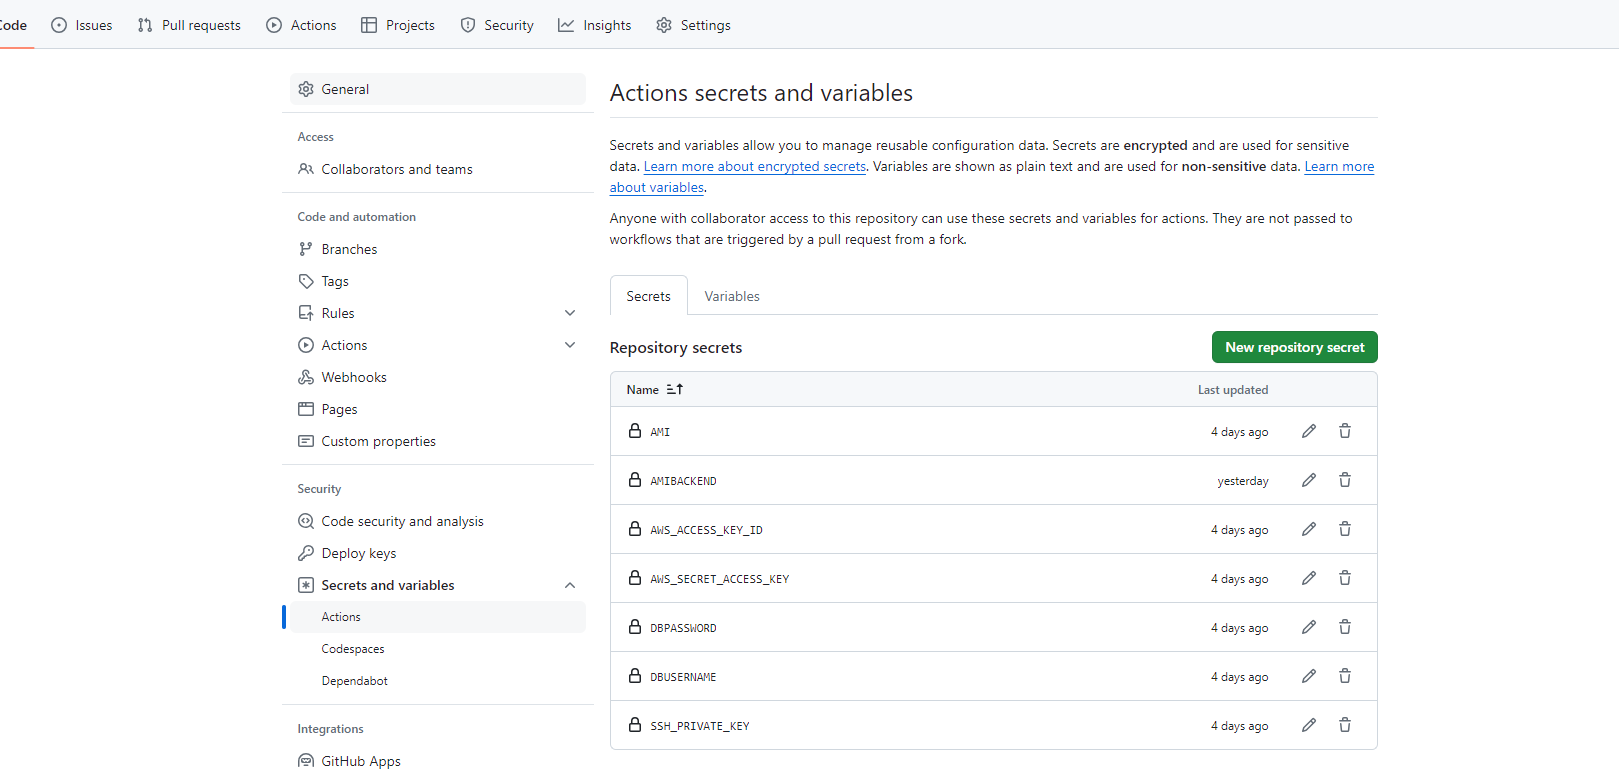 Code Issues Pull requests Actions Projects Security Insights Settings
General
Access
Collaborators and teams
Code and automation
Branches
Tags
Rules
Actions
Webhooks
Pages
Custom properties
Security
Code security and analysis
Deploy keys
Secrets and variables
Actions
Codespaces
Dependabot
Integrations
GitHub Apps
Actions secrets and variables
Secrets and variables allow you to manage reusable configuration data. Secrets are encrypted and are used for sensitive
data. Learn more about encrypted secrets. Variables are shown as plain text and are used for non-sensitive data. Learn more
about variables.
Anyone with collaborator access to this repository can use these secrets and variables for actions. They are not passed to
workflows that are triggered by a pull request from a fork.
Secrets Variables
Repository secrets New repository secret
Name Last updated
AMI 4 days ago
AMIBACKEND yesterday
AWS_ACCESS_KEY_ID 4 days ago
AWS_SECRET_ACCESS_KEY 4 days ago
DBPASSWORD 4 days ago
DBUSERNAME 4 days ago
SSH_PRIVATE_KEY 4 days ago